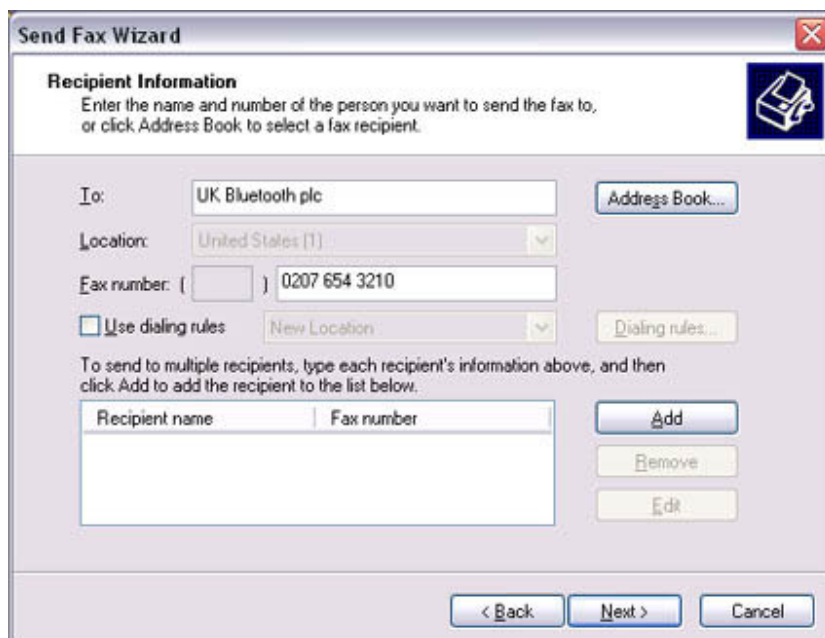 Send Fax Wizard
Recipient Information
Enter the name and number of the person you want to send the fax to,
or click Address Book to select a fax recipient.
To: UK Bluetooth plc Address Book...
Location: United States (1)
Fax number: ( ) 0207 654 3210
Use dialing rules New Location Dialing rules...
To send to multiple recipients, type each recipient's information above, and then
click Add to add the recipient to the list below.
Recipient name Fax number Add
Remove
Edit
< Back Next > Cancel